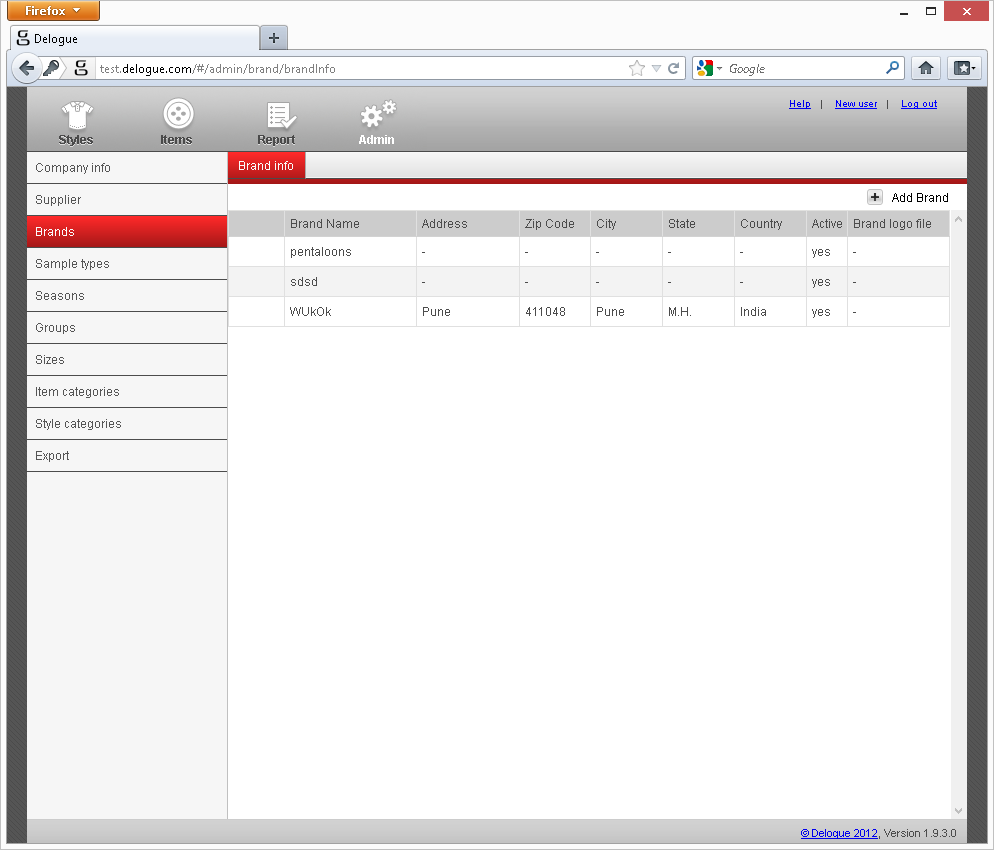 Firefox
Delogue
test.delogue.com/#/admin/brand/brandInfo
Google
Help | New user | Log out
Styles Items Report Admin
Company info
Supplier
Brands
Sample types
Seasons
Groups
Sizes
Item categories
Style categories
Export
Brand info
Add Brand
Brand Name Address Zip Code City State Country Active Brand logo file
pentaloons - - - - - yes -
sdsd - - - - - yes -
WUkOk Pune 411048 Pune M.H. India yes -
© Delogue 2012, Version 1.9.3.0